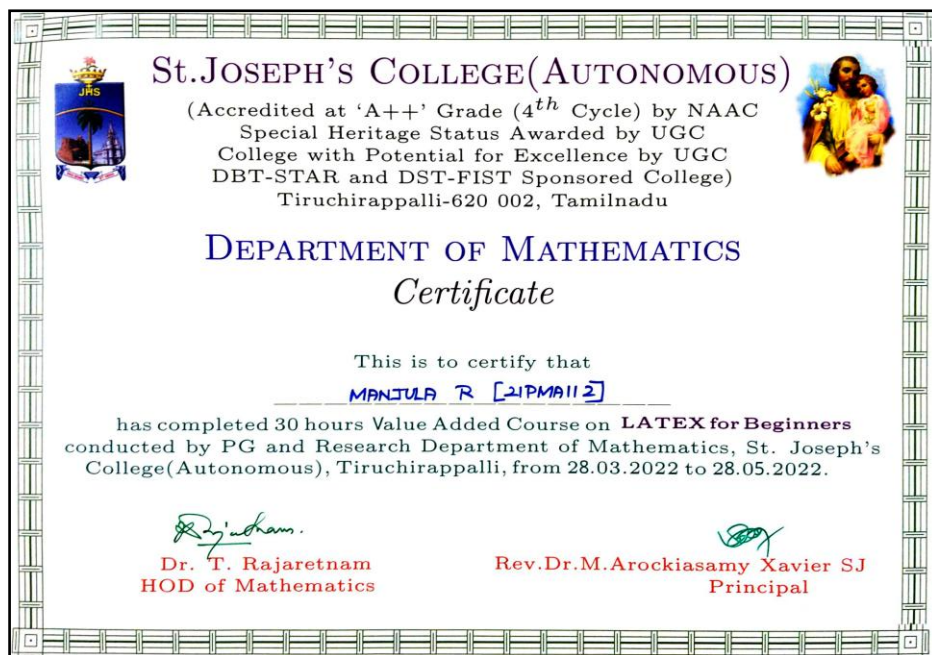 JHS
St.Joseph's College(Autonomous)
(Accredited at 'A++' Grade (4th Cycle) by NAAC
Special Heritage Status Awarded by UGC
College with Potential for Excellence by UGC
DBT-STAR and DST-FIST Sponsored College)
Tiruchirappalli-620 002, Tamilnadu
Department of Mathematics
Certificate
This is to certify that
MANJULA R [21PMA112]
has completed 30 hours Value Added Course on LATEX for Beginners
conducted by PG and Research Department of Mathematics, St. Joseph's
College(Autonomous), Tiruchirappalli, from 28.03.2022 to 28.05.2022.
Dr. T. Rajaretnam
HOD of Mathematics
Rev.Dr.M.Arockiasamy Xavier SJ
Principal